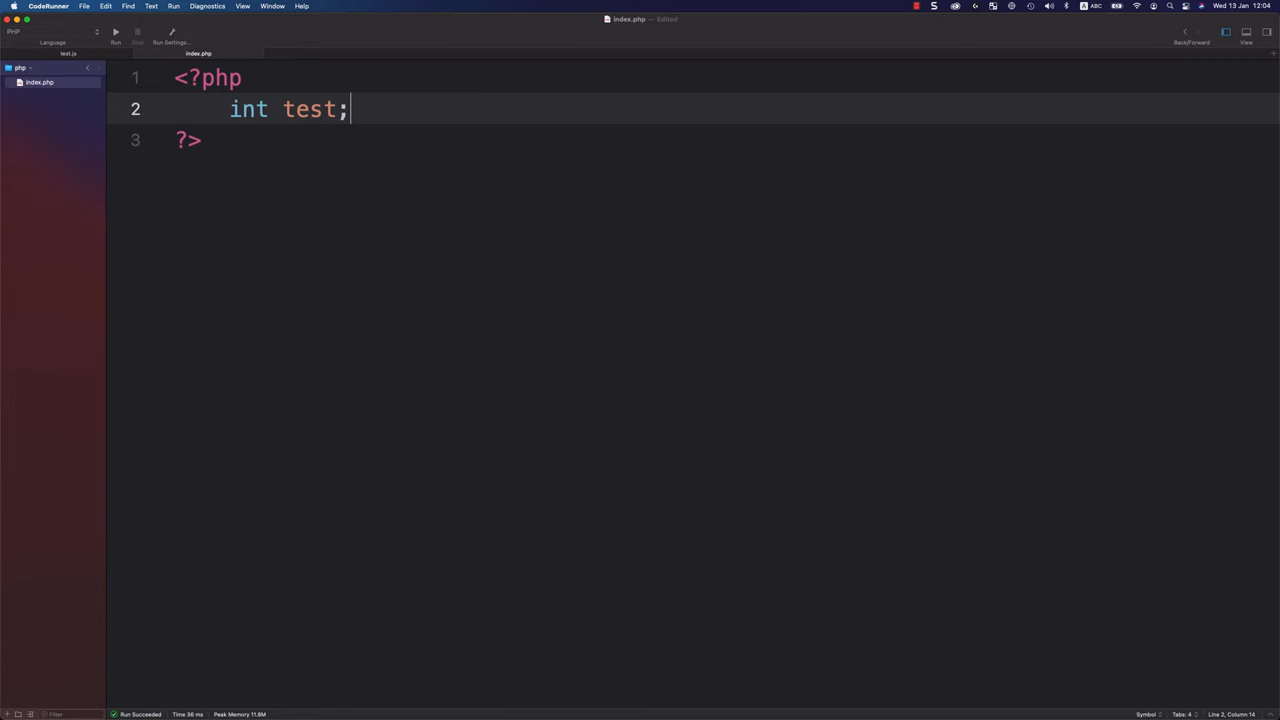 CodeRunner File Edit Find Text Run Diagnostics View Window Help ABC Wed 13 Jan 12:04
index.php — Edited
PHP
Language Run Stop Run Settings... Back/Forward View
test.js index.php
php
index.php
1 <?php
2 int test;
3 ?>
Filter Run Succeeded Time 36 ms Peak Memory 11.8M Symbol Tabs: 4 Line 2, Column 14